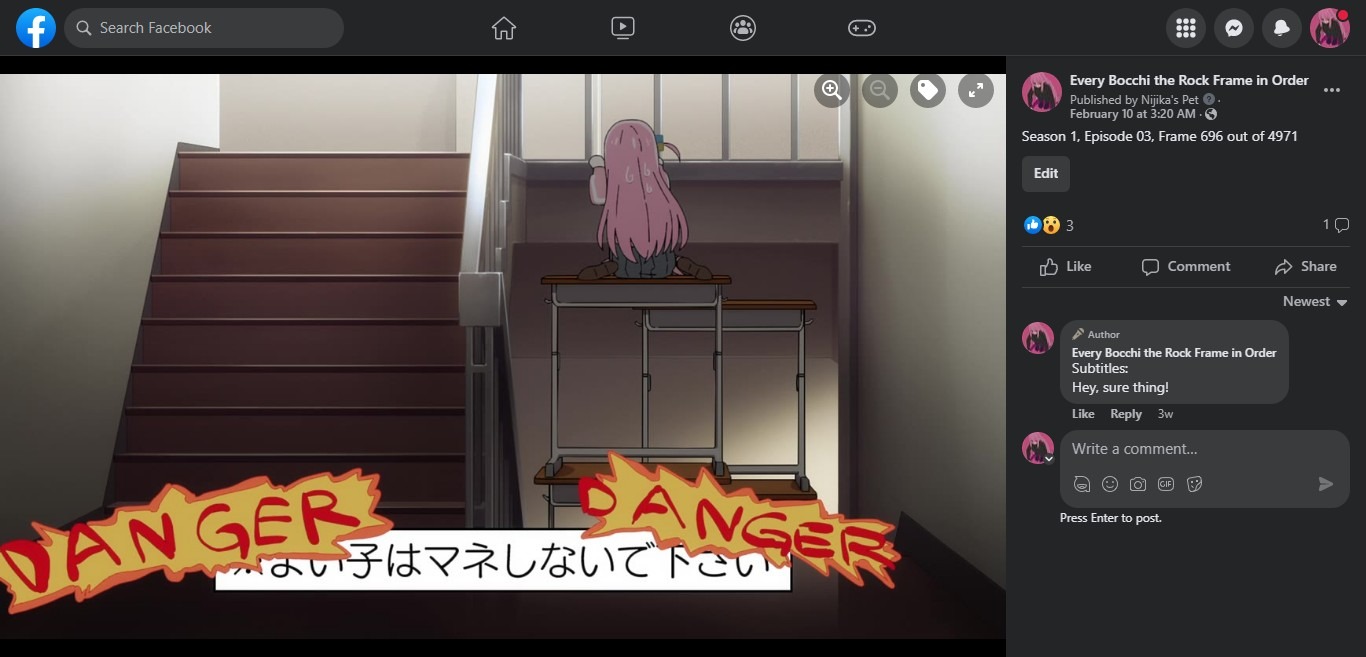 Search Facebook
Every Bocchi the Rock Frame in Order
Published by Nijika's Pet ·
February 10 at 3:20 AM ·
Season 1, Episode 03, Frame 696 out of 4971
Edit
3
1
Like Comment Share
Newest
Author
Every Bocchi the Rock Frame in Order
Subtitles:
Hey, sure thing!
Like Reply 3w
Write a comment...
GIF
Press Enter to post.
DANGER
DANGER
よい子はマネしないで下さい